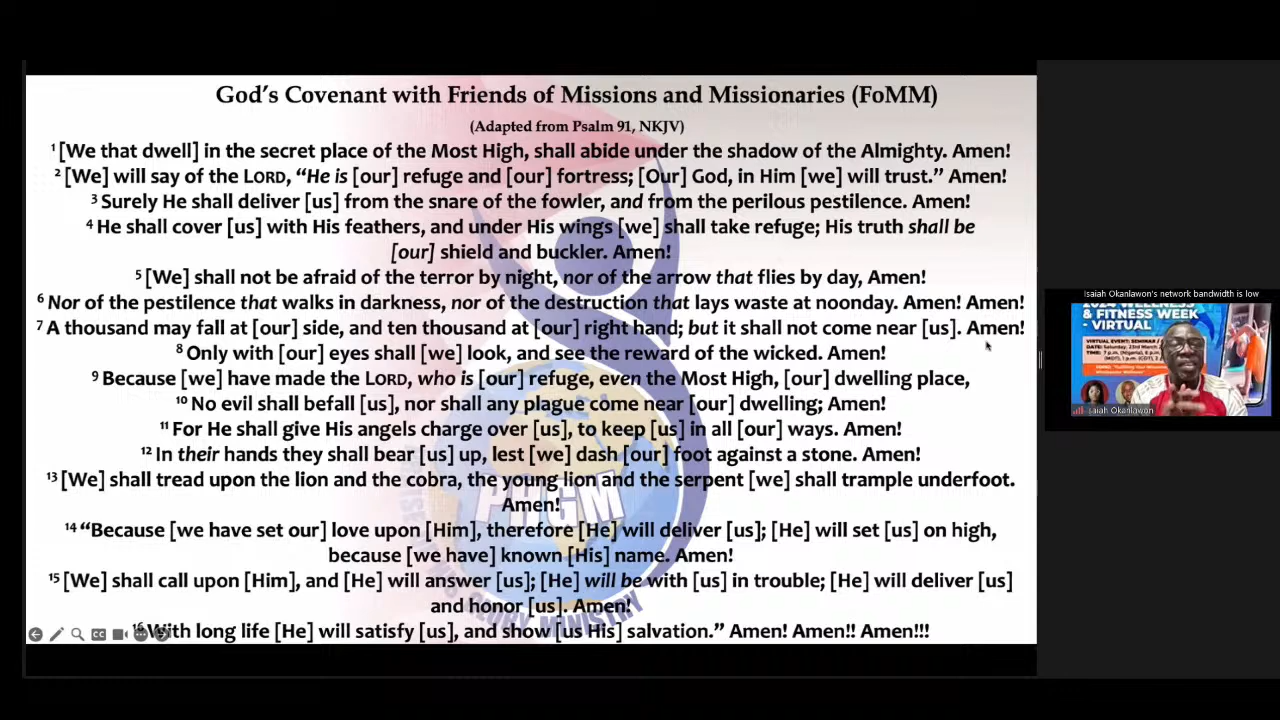 God's Covenant with Friends of Missions and Missionaries (FoMM)
(Adapted from Psalm 91, NKJV)
1 [We that dwell] in the secret place of the Most High, shall abide under the shadow of the Almighty. Amen!
2 [We] will say of the LORD, "He is [our] refuge and [our] fortress; [Our] God, in Him [we] will trust." Amen!
3 Surely He shall deliver [us] from the snare of the fowler, and from the perilous pestilence. Amen!
4 He shall cover [us] with His feathers, and under His wings [we] shall take refuge; His truth shall be
[our] shield and buckler. Amen!
5 [We] shall not be afraid of the terror by night, nor of the arrow that flies by day, Amen!
6 Nor of the pestilence that walks in darkness, nor of the destruction that lays waste at noonday. Amen! Amen!
7 A thousand may fall at [our] side, and ten thousand at [our] right hand; but it shall not come near [us]. Amen!
8 Only with [our] eyes shall [we] look, and see the reward of the wicked. Amen!
9 Because [we] have made the LORD, who is [our] refuge, even the Most High, [our] dwelling place,
10 No evil shall befall [us], nor shall any plague come near [our] dwelling; Amen!
11 For He shall give His angels charge over [us], to keep [us] in all [our] ways. Amen!
12 In their hands they shall bear [us] up, lest [we] dash [our] foot against a stone. Amen!
13 [We] shall tread upon the lion and the cobra, the young lion and the serpent [we] shall trample underfoot.
Amen!
14 "Because [we have set our] love upon [Him], therefore [He] will deliver [us]; [He] will set [us] on high,
because [we have] known [His] name. Amen!
15 [We] shall call upon [Him], and [He] will answer [us]; [He] will be with [us] in trouble; [He] will deliver [us]
and honor [us]. Amen!
16 With long life [He] will satisfy [us], and show [us His] salvation." Amen! Amen!! Amen!!!
PHGM
GLORY MINISTRY
Isaiah Okanlawon's network bandwidth is low
2024 WELLNESS
& FITNESS WEEK
- VIRTUAL
VIRTUAL EVENT: SEMINAR
DATE: Saturday, 23rd March
TIME: 7 p.m. (Nigeria)
Isaiah Okanlawon